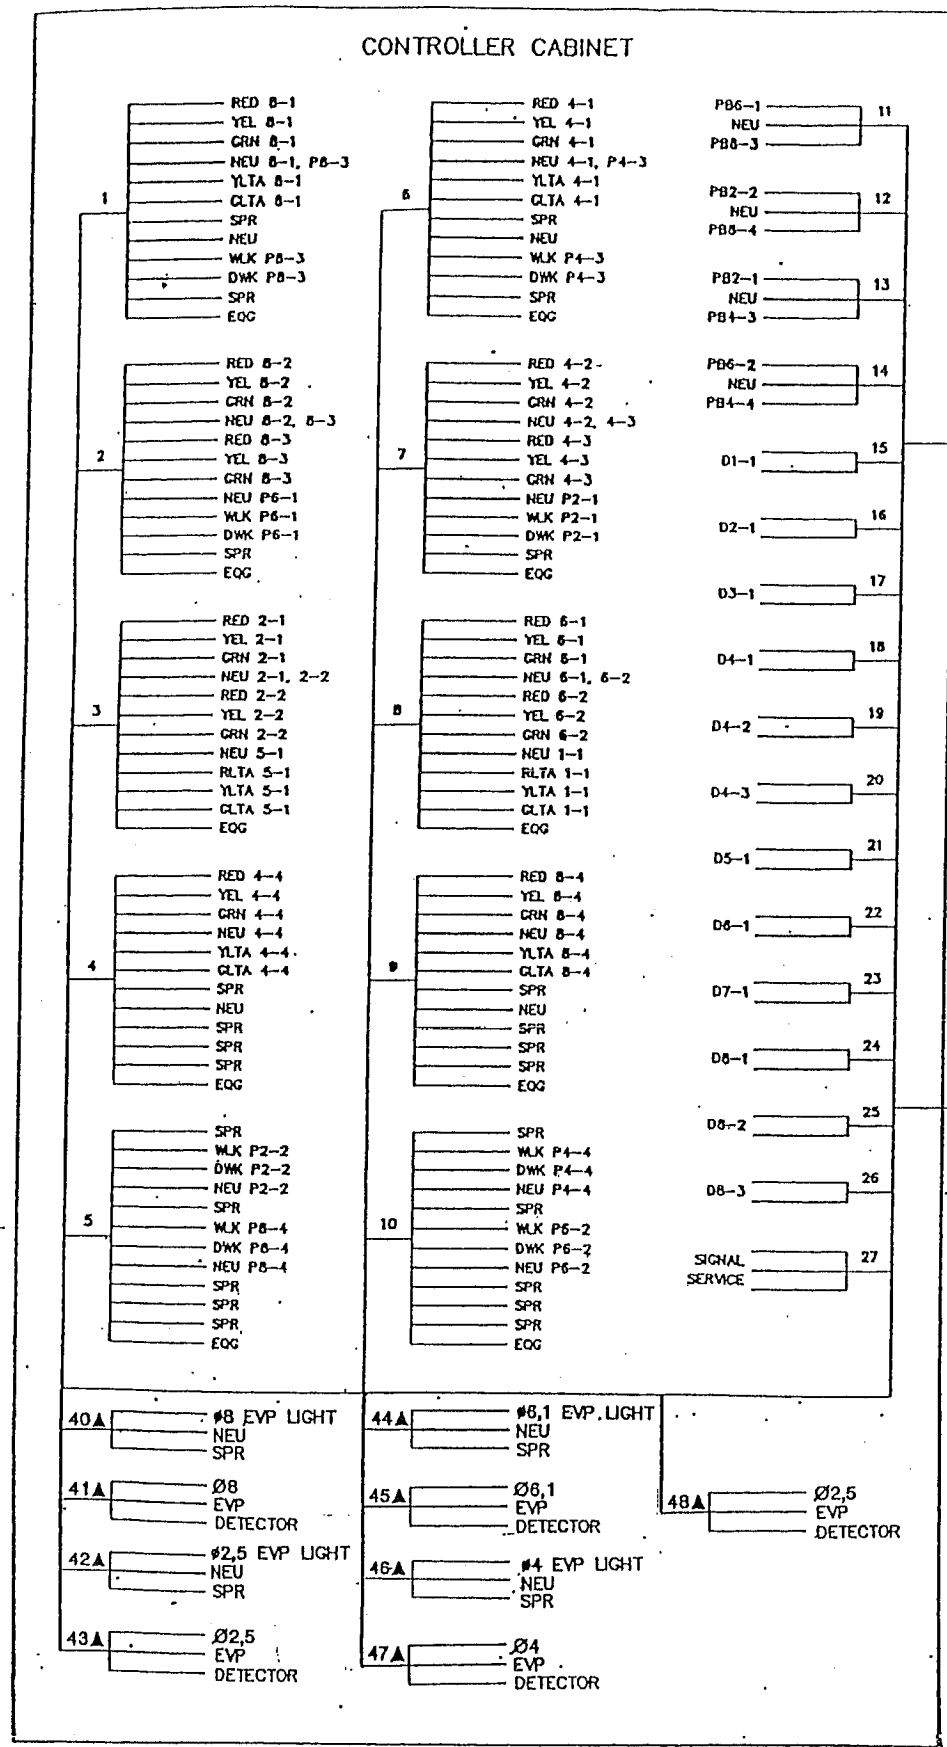 CONTROLLER CABINET
1
RED 8-1
YEL 8-1
GRN 8-1
NEU 8-1, P8-3
YLTA 8-1
GLTA 8-1
SPR
NEU
WLK P8-3
DWK P8-3
SPR
EQG
2
RED 8-2
YEL 8-2
GRN 8-2
NEU 8-2, 8-3
RED 8-3
YEL 8-3
GRN 8-3
NEU P6-1
WLK P6-1
DWK P6-1
SPR
EQG
3
RED 2-1
YEL 2-1
GRN 2-1
NEU 2-1, 2-2
RED 2-2
YEL 2-2
GRN 2-2
NEU 5-1
RLTA 5-1
YLTA 5-1
GLTA 5-1
EQG
4
RED 4-4
YEL 4-4
GRN 4-4
NEU 4-4
YLTA 4-4
GLTA 4-4
SPR
NEU
SPR
SPR
SPR
EQG
5
SPR
WLK P2-2
DWK P2-2
NEU P2-2
SPR
WLK P8-4
DWK P8-4
NEU P8-4
SPR
SPR
SPR
EQG
6
RED 4-1
YEL 4-1
GRN 4-1
NEU 4-1, P4-3
YLTA 4-1
GLTA 4-1
SPR
NEU
WLK P4-3
DWK P4-3
SPR
EQG
7
RED 4-2
YEL 4-2
GRN 4-2
NEU 4-2, 4-3
RED 4-3
YEL 4-3
GRN 4-3
NEU P2-1
WLK P2-1
DWK P2-1
SPR
EQG
8
RED 6-1
YEL 6-1
GRN 6-1
NEU 6-1, 6-2
RED 6-2
YEL 6-2
GRN 6-2
NEU 1-1
RLTA 1-1
YLTA 1-1
GLTA 1-1
EQG
9
RED 8-4
YEL 8-4
GRN 8-4
NEU 8-4
YLTA 8-4
GLTA 8-4
SPR
NEU
SPR
SPR
SPR
EQG
10
SPR
WLK P4-4
DWK P4-4
NEU P4-4
SPR
WLK P6-2
DWK P6-2
NEU P6-2
SPR
SPR
SPR
EQG
PB6-1
NEU
PB8-3
11
PB2-2
NEU
PB8-4
12
PB2-1
NEU
PB4-3
13
PB6-2
NEU
PB4-4
14
D1-1 15
D2-1 16
D3-1 17
D4-1 18
D4-2 19
D4-3 20
D5-1 21
D6-1 22
D7-1 23
D8-1 24
D8-2 25
D8-3 26
SIGNAL
SERVICE
27
40▲
ø8 EVP LIGHT
NEU
SPR
41▲
Ø8
EVP
DETECTOR
42▲
ø2,5 EVP LIGHT
NEU
SPR
43▲
Ø2,5
EVP
DETECTOR
44▲
ø6,1 EVP LIGHT
NEU
SPR
45▲
Ø6,1
EVP
DETECTOR
46▲
ø4 EVP LIGHT
NEU
SPR
47▲
Ø4
EVP
DETECTOR
48▲
Ø2,5
EVP
DETECTOR